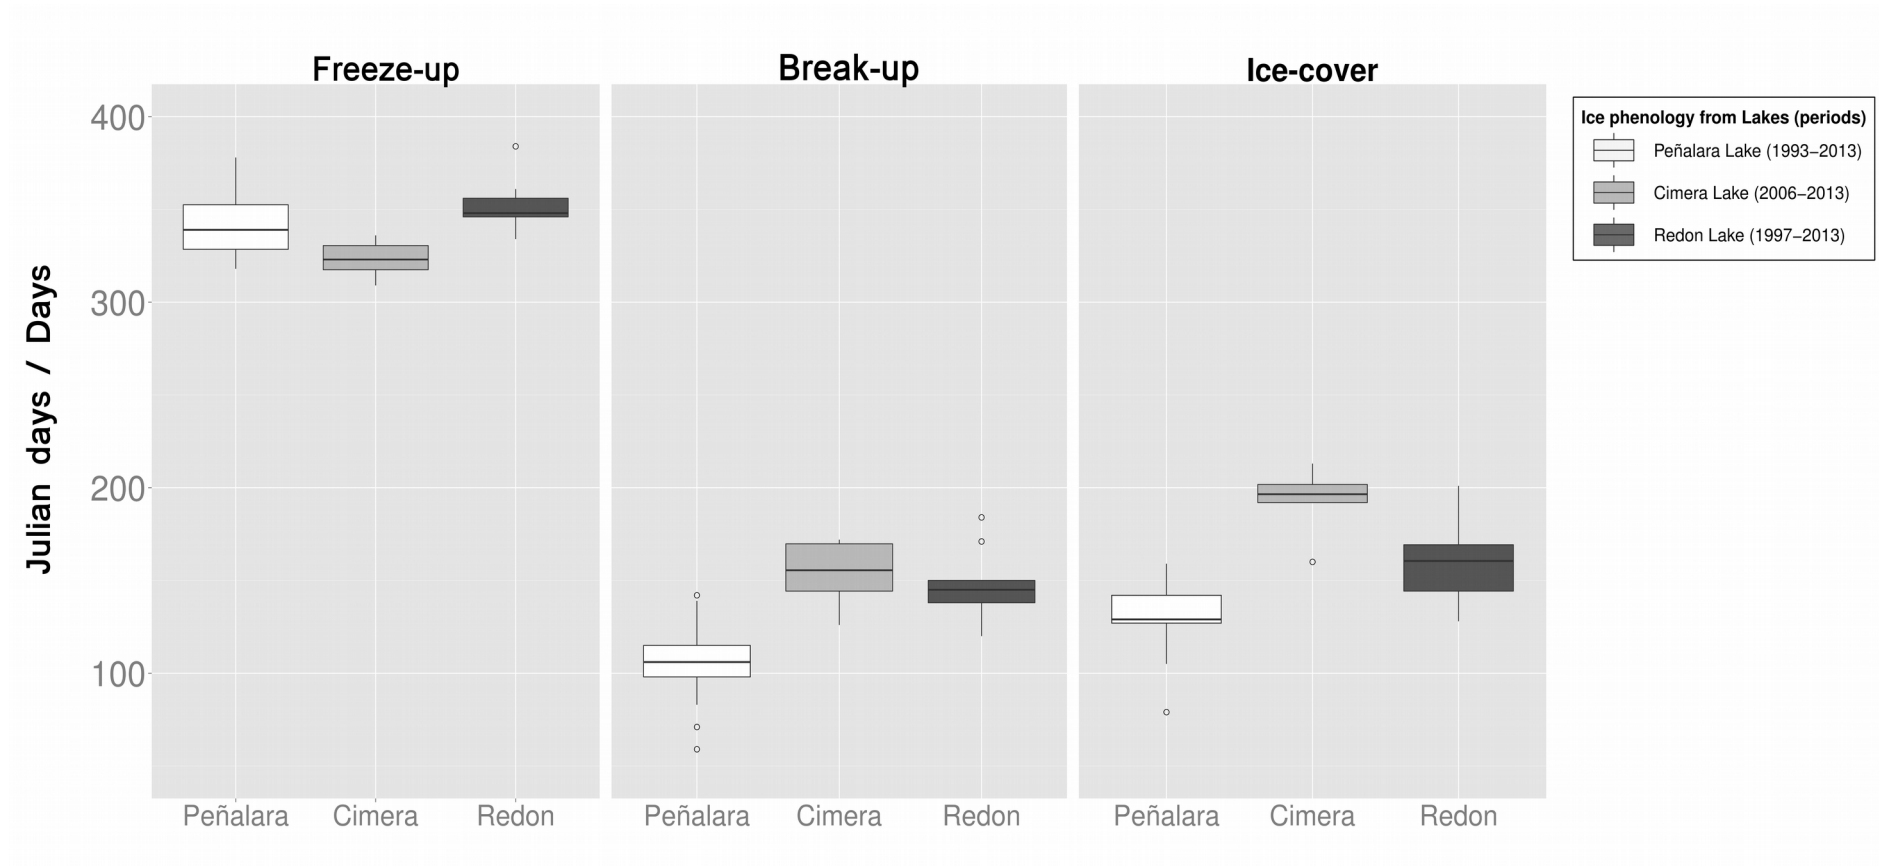 Freeze-up
Break-up
Ice-cover
Julian days / Days
400
300
200
100
Peñalara
Cimera
Redon
Peñalara
Cimera
Redon
Peñalara
Cimera
Redon
Ice phenology from Lakes (periods)
Peñalara Lake (1993–2013)
Cimera Lake (2006–2013)
Redon Lake (1997–2013)